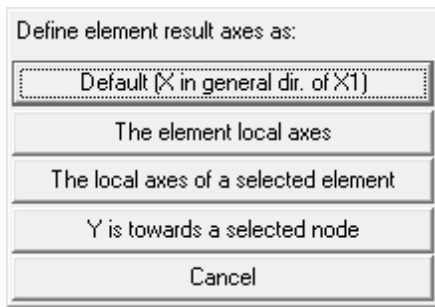 Define element result axes as:
Default (X in general dir. of X1)
The element local axes
The local axes of a selected element
Y is towards a selected node
Cancel